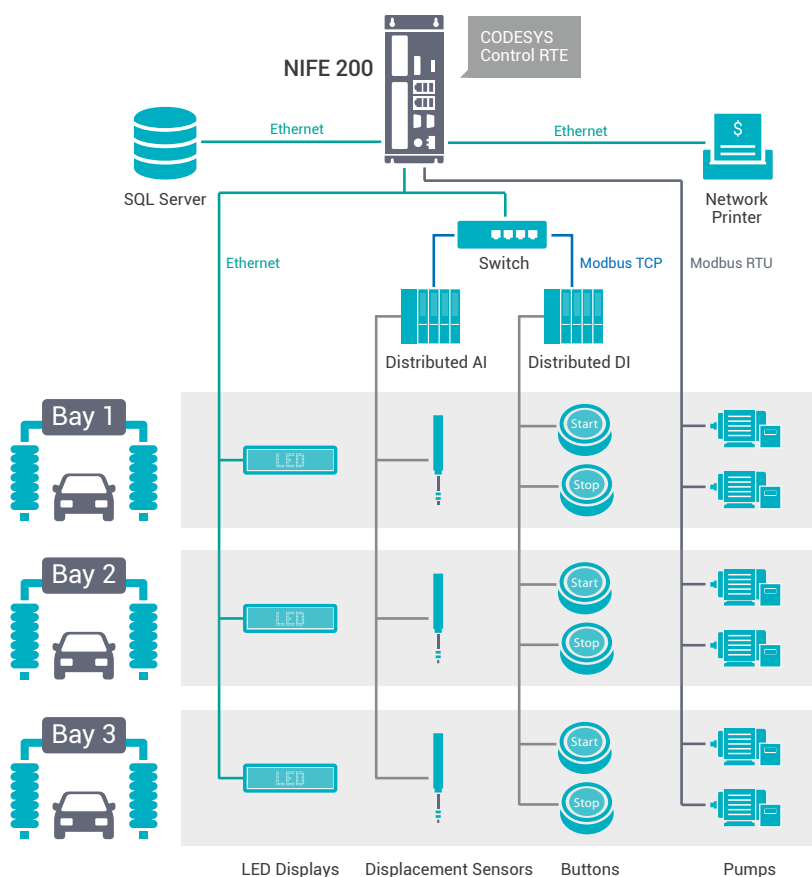 CODESYS
Control RTE
NIFE 200
Ethernet
Ethernet
$
SQL Server
Network
Printer
Ethernet
Switch
Modbus TCP
Modbus RTU
Distributed AI
Distributed DI
Bay 1
LED
Start
Stop
Bay 2
LED
Start
Stop
Bay 3
LED
Start
Stop
LED Displays
Displacement Sensors
Buttons
Pumps